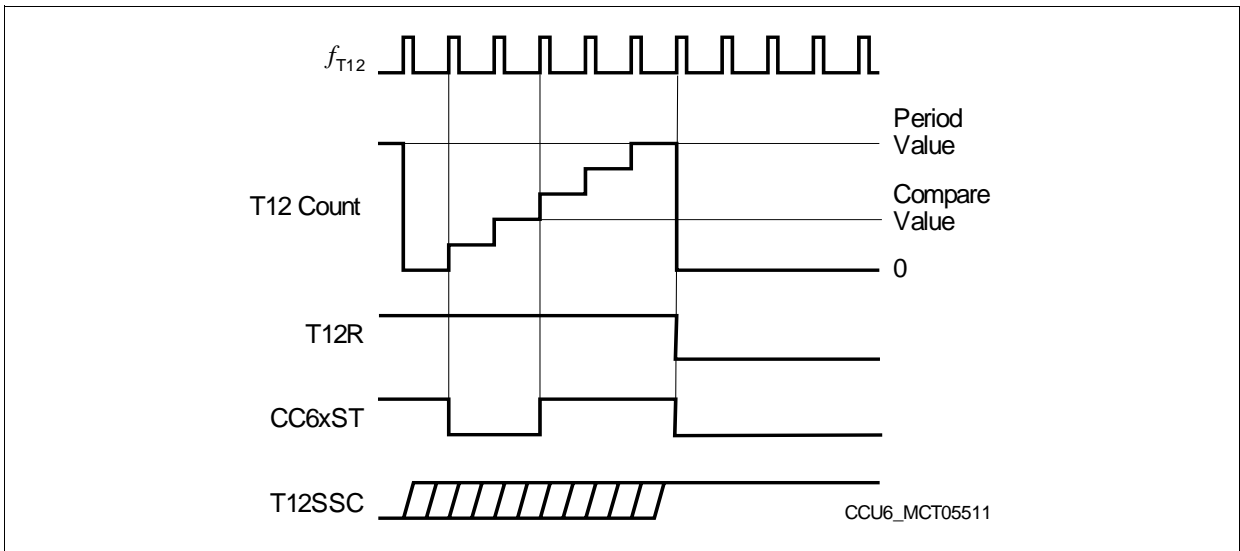 fT12
Period
Value
T12 Count
Compare
Value
0
T12R
CC6xST
T12SSC
CCU6_MCT05511